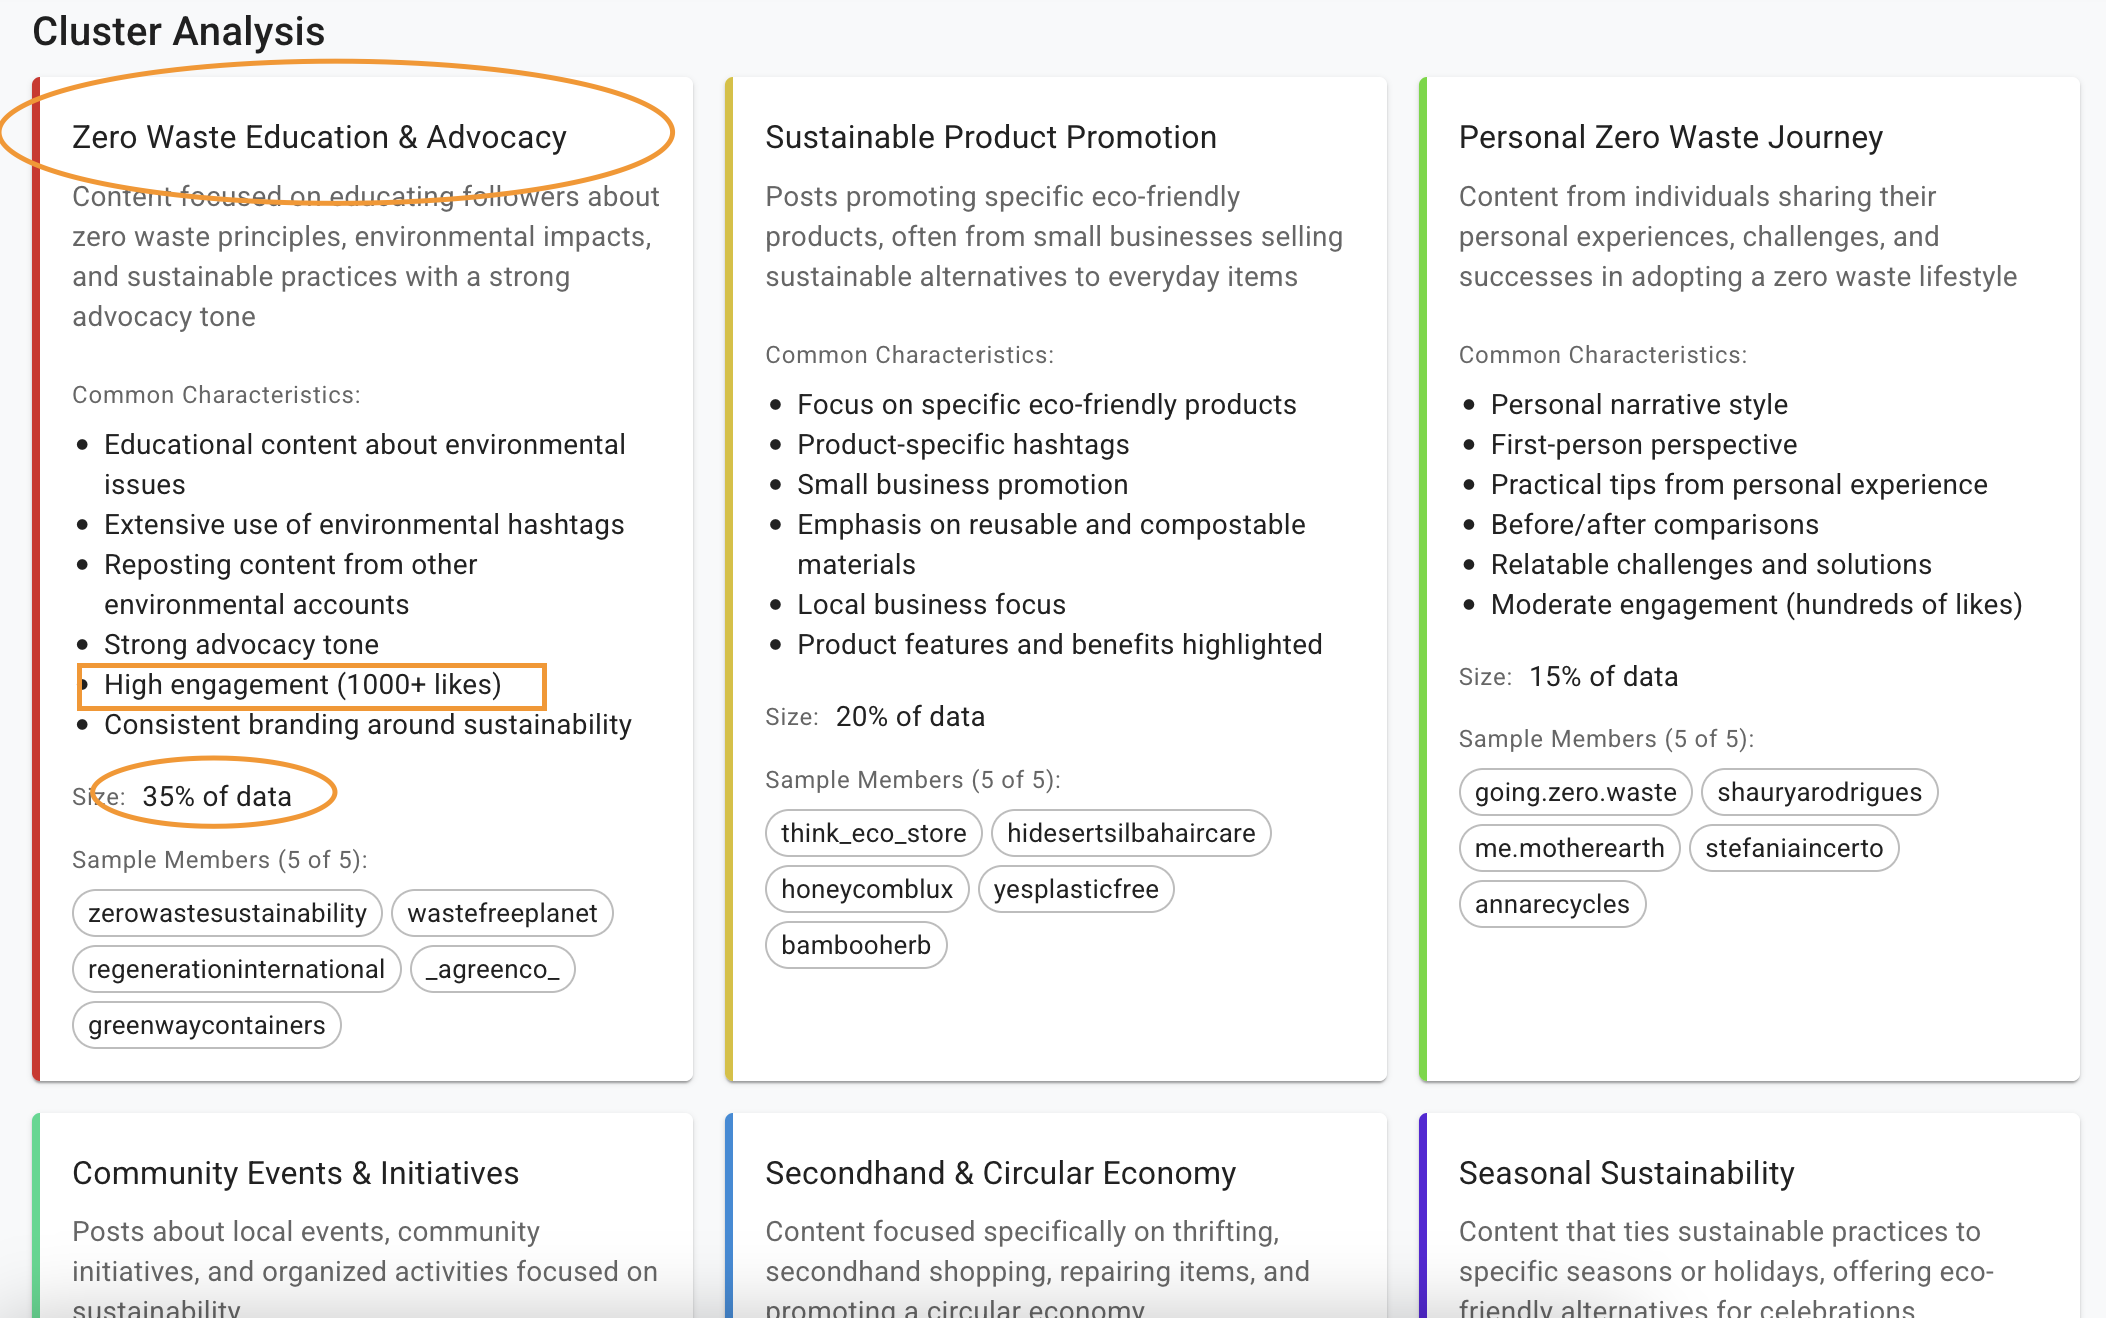 Cluster Analysis
Zero Waste Education & Advocacy
Content focused on educating followers about
zero waste principles, environmental impacts,
and sustainable practices with a strong
advocacy tone
Common Characteristics:
• Educational content about environmental
issues
• Extensive use of environmental hashtags
• Reposting content from other
environmental accounts
• Strong advocacy tone
• High engagement (1000+ likes)
• Consistent branding around sustainability
Size: 35% of data
Sample Members (5 of 5):
zerowastesustainability wastefreeplanet
regenerationinternational _agreenco_
greenwaycontainers
Sustainable Product Promotion
Posts promoting specific eco-friendly
products, often from small businesses selling
sustainable alternatives to everyday items
Common Characteristics:
• Focus on specific eco-friendly products
• Product-specific hashtags
• Small business promotion
• Emphasis on reusable and compostable
materials
• Local business focus
• Product features and benefits highlighted
Size: 20% of data
Sample Members (5 of 5):
think_eco_store hidesertsilbahaircare
honeycomblux yesplasticfree
bambooherb
Personal Zero Waste Journey
Content from individuals sharing their
personal experiences, challenges, and
successes in adopting a zero waste lifestyle
Common Characteristics:
• Personal narrative style
• First-person perspective
• Practical tips from personal experience
• Before/after comparisons
• Relatable challenges and solutions
• Moderate engagement (hundreds of likes)
Size: 15% of data
Sample Members (5 of 5):
going.zero.waste shauryarodrigues
me.motherearth stefaniaincerto
annarecycles
Community Events & Initiatives
Posts about local events, community
initiatives, and organized activities focused on
sustainability
Secondhand & Circular Economy
Content focused specifically on thrifting,
secondhand shopping, repairing items, and
promoting a circular economy
Seasonal Sustainability
Content that ties sustainable practices to
specific seasons or holidays, offering eco-
friendly alternatives for celebrations